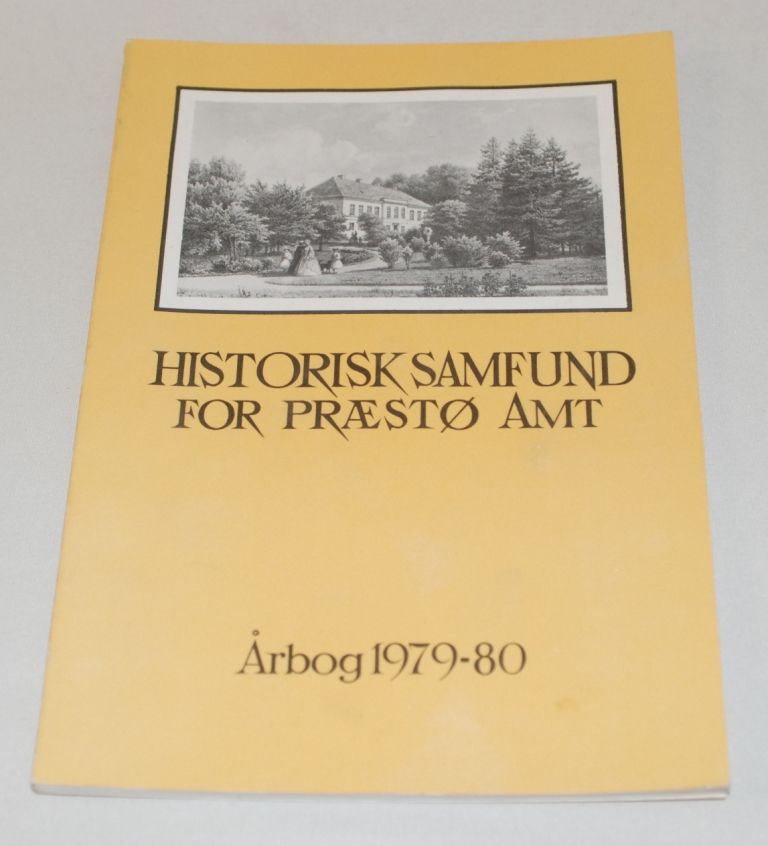 HISTORISK SAMFUND
FOR PRÆSTØ AMT
Årbog 1979-80